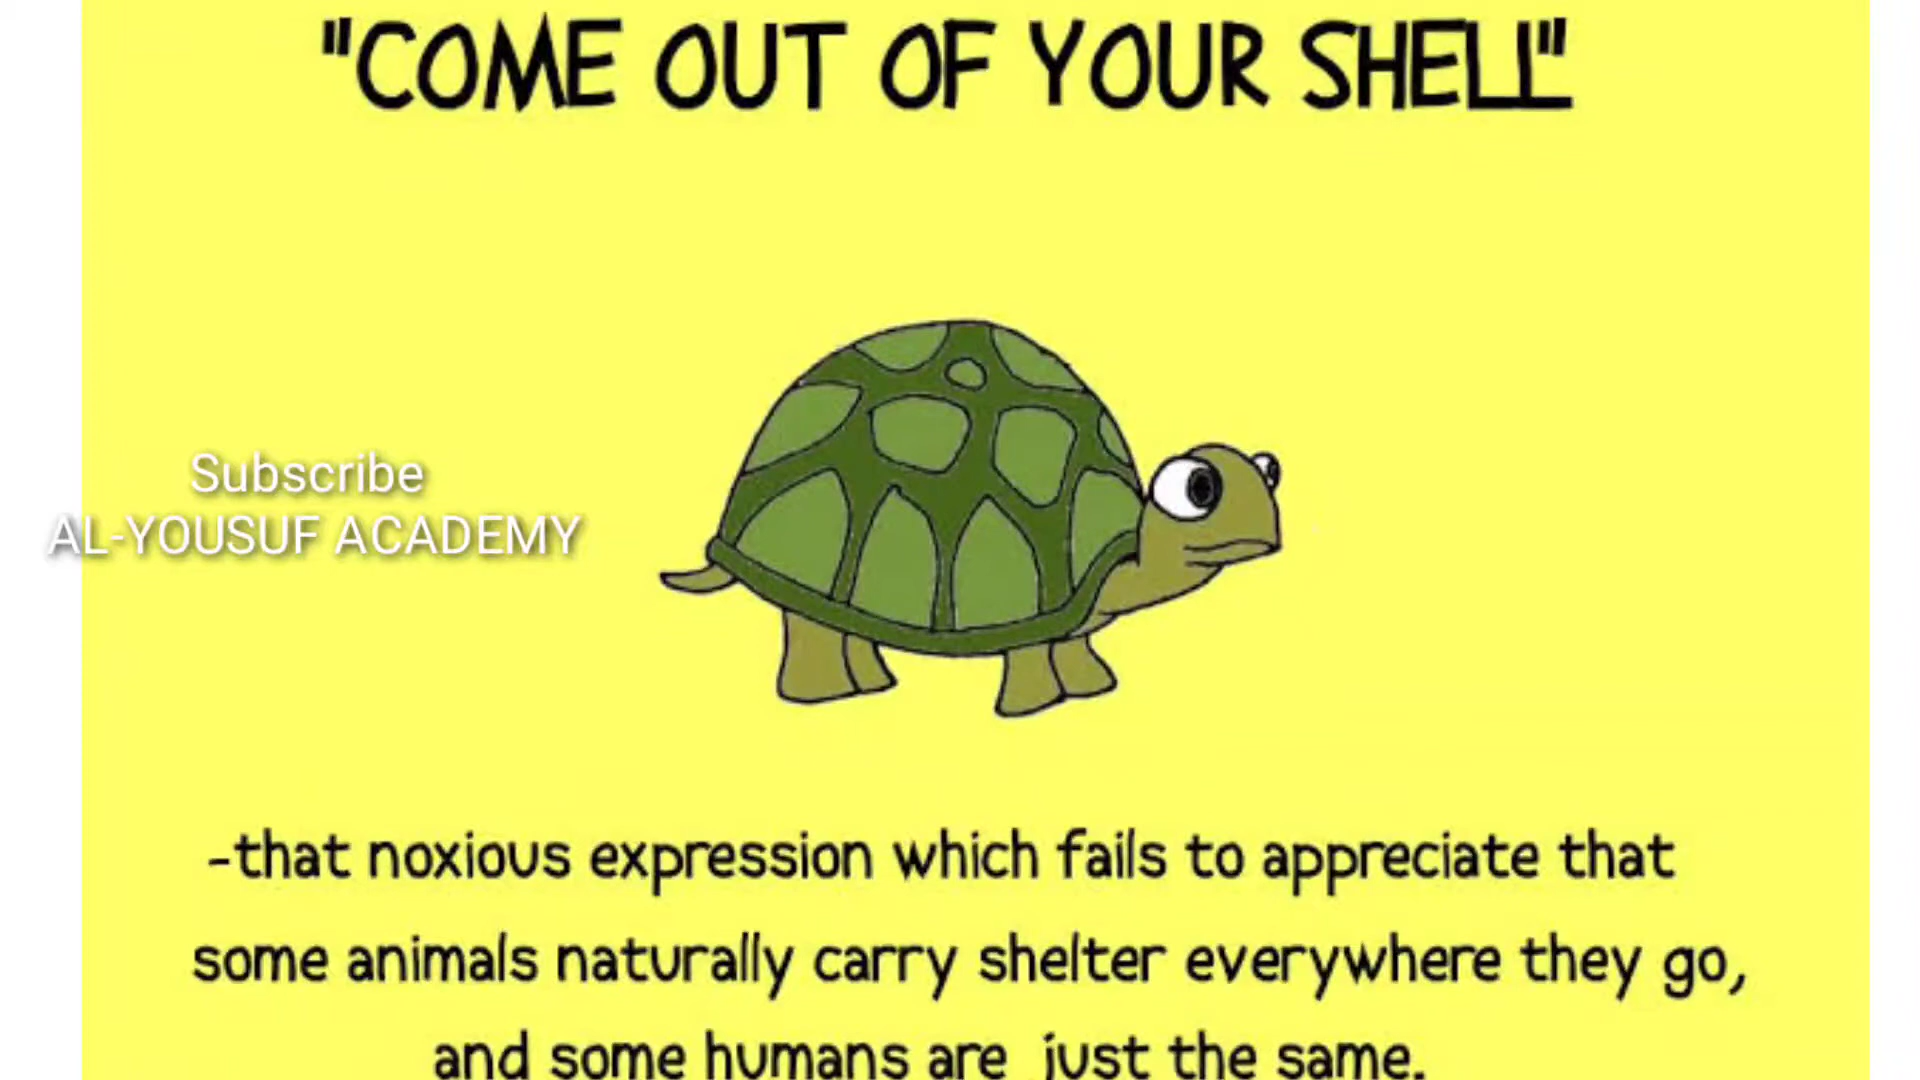 "COME OUT OF YOUR SHELL"
Subscribe
AL-YOUSUF ACADEMY
-that noxious expression which fails to appreciate that
some animals naturally carry shelter everywhere they go,
and some humans are just the same.